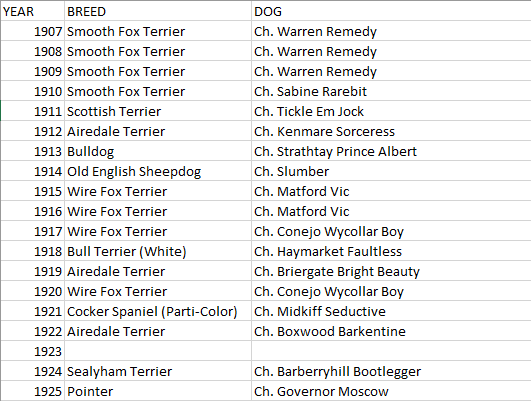 YEAR BREED DOG
1907 Smooth Fox Terrier Ch. Warren Remedy
1908 Smooth Fox Terrier Ch. Warren Remedy
1909 Smooth Fox Terrier Ch. Warren Remedy
1910 Smooth Fox Terrier Ch. Sabine Rarebit
1911 Scottish Terrier Ch. Tickle Em Jock
1912 Airedale Terrier Ch. Kenmare Sorceress
1913 Bulldog Ch. Strathtay Prince Albert
1914 Old English Sheepdog Ch. Slumber
1915 Wire Fox Terrier Ch. Matford Vic
1916 Wire Fox Terrier Ch. Matford Vic
1917 Wire Fox Terrier Ch. Conejo Wycollar Boy
1918 Bull Terrier (White) Ch. Haymarket Faultless
1919 Airedale Terrier Ch. Briergate Bright Beauty
1920 Wire Fox Terrier Ch. Conejo Wycollar Boy
1921 Cocker Spaniel (Parti-Color) Ch. Midkiff Seductive
1922 Airedale Terrier Ch. Boxwood Barkentine
1923
1924 Sealyham Terrier Ch. Barberryhill Bootlegger
1925 Pointer Ch. Governor Moscow